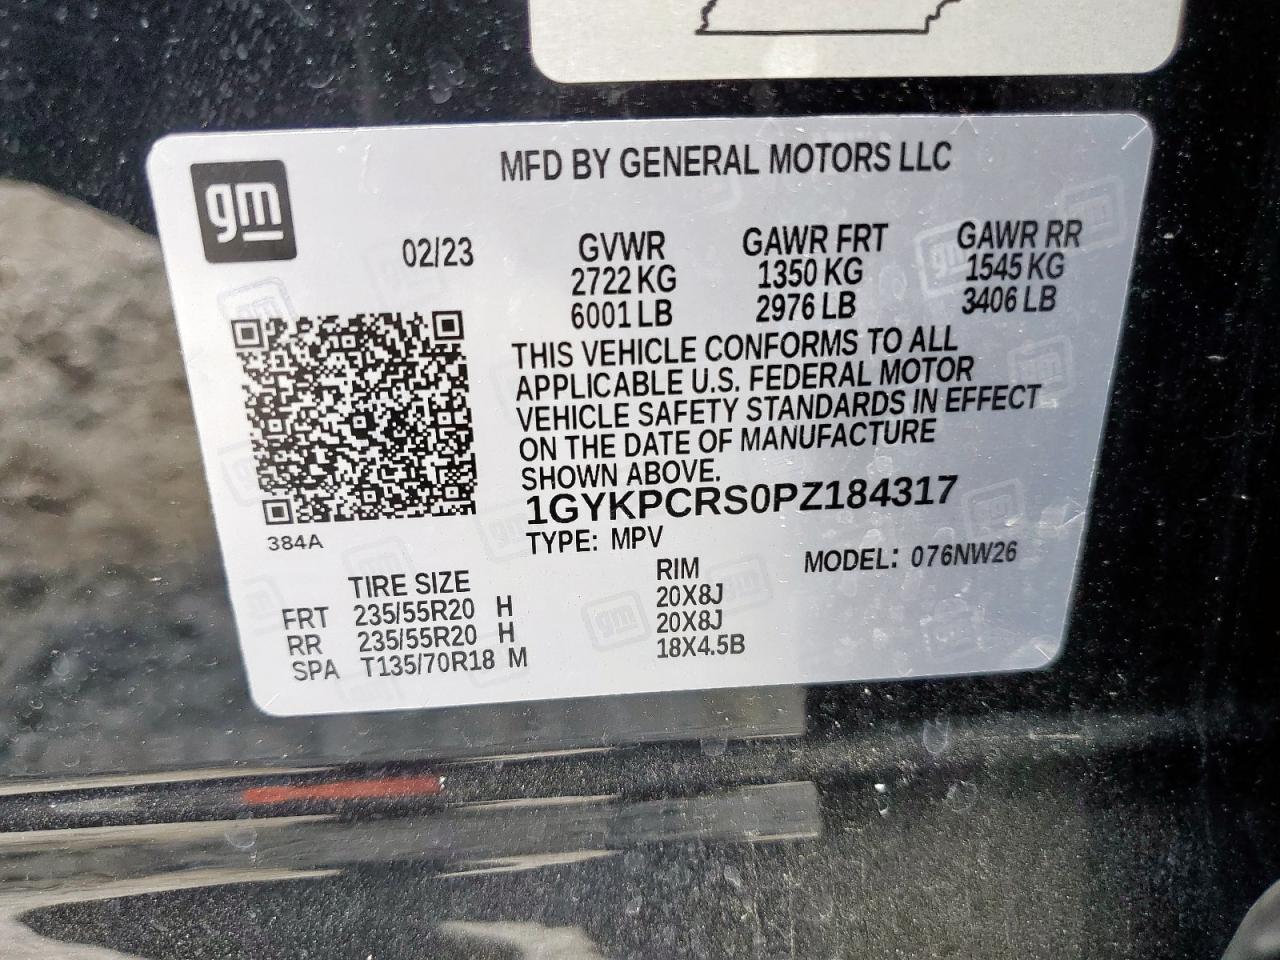 gm
MFD BY GENERAL MOTORS LLC
02/23
GVWR GAWR FRT GAWR RR
2722 KG 1350 KG 1545 KG
6001 LB 2976 LB 3406 LB
THIS VEHICLE CONFORMS TO ALL
APPLICABLE U.S. FEDERAL MOTOR
VEHICLE SAFETY STANDARDS IN EFFECT
ON THE DATE OF MANUFACTURE
SHOWN ABOVE.
1GYKPCRS0PZ184317
384A
TYPE: MPV MODEL: 076NW26
TIRE SIZE RIM
FRT 235/55R20 H 20X8J
RR 235/55R20 H 20X8J
SPA T135/70R18 M 18X4.5B